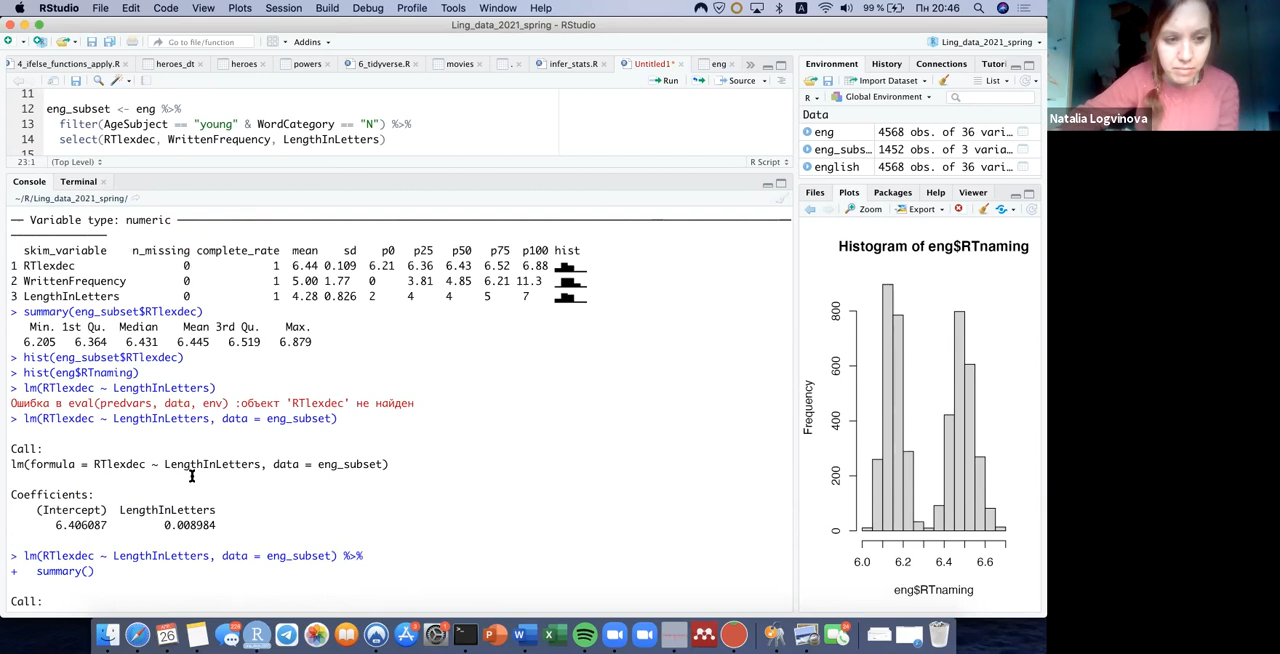 RStudio File Edit Code View Plots Session Build Debug Profile Tools Window Help 99 % Пн 20:46
Ling_data_2021_spring - RStudio
Go to file/function Addins Ling_data_2021_spring
4_ifelse_functions_apply.R heroes_dt heroes powers 6_tidyverse.R movies . infer_stats.R Untitled1* eng
Run Source
11
12 eng_subset <- eng %>%
13 filter(AgeSubject == "young" & WordCategory == "N") %>%
14 select(RTlexdec, WrittenFrequency, LengthInLetters)
15
23:1 (Top Level) R Script
Console Terminal
~/R/Ling_data_2021_spring/
── Variable type: numeric ──
skim_variable n_missing complete_rate mean sd p0 p25 p50 p75 p100 hist
1 RTlexdec 0 1 6.44 0.109 6.21 6.36 6.43 6.52 6.88
2 WrittenFrequency 0 1 5.00 1.77 0 3.81 4.85 6.21 11.3
3 LengthInLetters 0 1 4.28 0.826 2 4 4 5 7
> summary(eng_subset$RTlexdec)
Min. 1st Qu. Median Mean 3rd Qu. Max.
6.205 6.364 6.431 6.445 6.519 6.879
> hist(eng_subset$RTlexdec)
> hist(eng$RTnaming)
> lm(RTlexdec ~ LengthInLetters)
Ошибка в eval(predvars, data, env) :объект 'RTlexdec' не найден
> lm(RTlexdec ~ LengthInLetters, data = eng_subset)
Call:
lm(formula = RTlexdec ~ LengthInLetters, data = eng_subset)
Coefficients:
(Intercept) LengthInLetters
6.406087 0.008984
> lm(RTlexdec ~ LengthInLetters, data = eng_subset) %>%
+ summary()
Call:
Environment History Connections Tutori
Import Dataset List
R Global Environment
Data
eng 4568 obs. of 36 vari…
eng_subs… 1452 obs. of 3 varia…
english 4568 obs. of 36 vari…
Files Plots Packages Help Viewer
Zoom Export
Histogram of eng$RTnaming
Frequency
0 200 400 600 800
6.0 6.2 6.4 6.6
eng$RTnaming
Natalia Logvinova